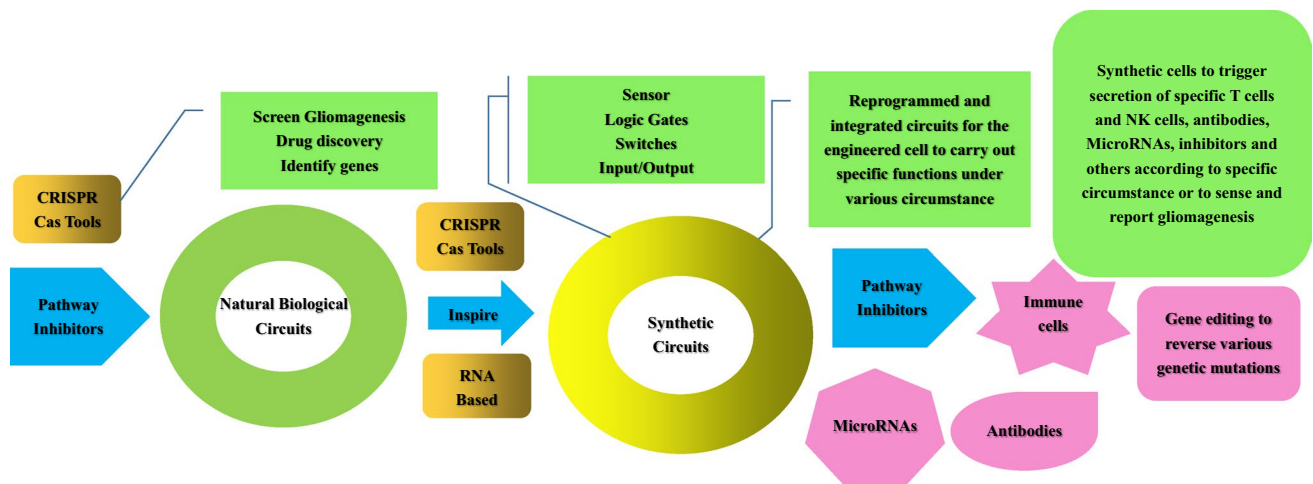 CRISPR
Cas Tools
Pathway
Inhibitors
Screen Gliomagenesis
Drug discovery
Identify genes
Natural Biological
Circuits
CRISPR
Cas Tools
Inspire
RNA
Based
Sensor
Logic Gates
Switches
Input/Output
Synthetic
Circuits
Reprogrammed and
integrated circuits for the
engineered cell to carry out
specific functions under
various circumstance
Pathway
Inhibitors
MicroRNAs
Immune
cells
Antibodies
Synthetic cells to trigger
secretion of specific T cells
and NK cells, antibodies,
MicroRNAs, inhibitors and
others according to specific
circumstance or to sense and
report gliomagenesis
Gene editing to
reverse various
genetic mutations